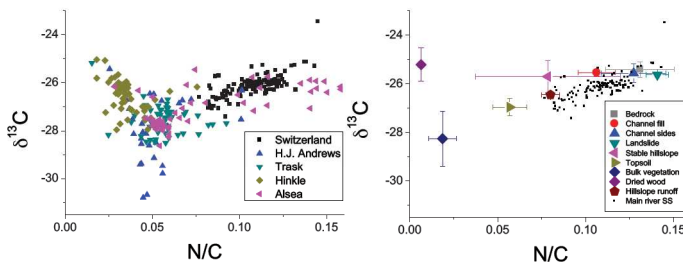 δ¹³C
-24
-26
-28
-30
0.00 0.05 0.10 0.15
N/C
Switzerland
H.J. Andrews
Trask
Hinkle
Alsea
δ¹³C
-24
-26
-28
-30
0.00 0.05 0.10 0.15
N/C
Bedrock
Channel fill
Channel sides
Landslide
Stable hillslope
Topsoil
Bulk vegetation
Dried wood
Hillslope runoff
Main river SS